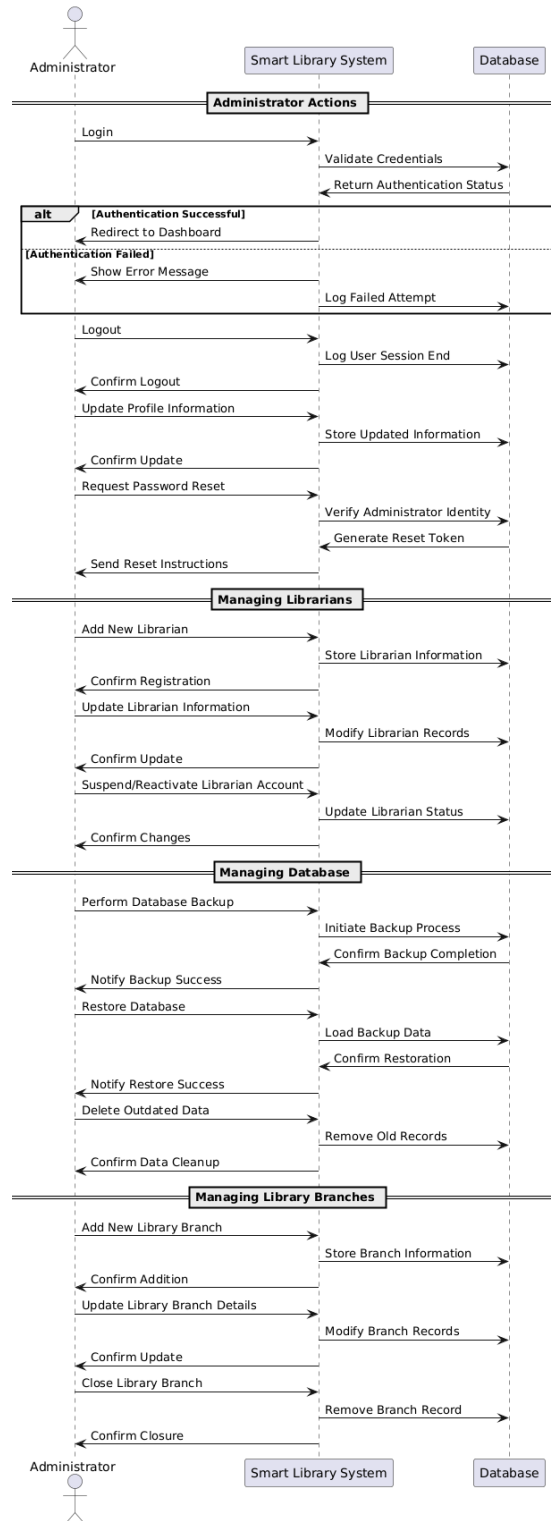 Administrator
Smart Library System
Database
Administrator Actions
Login
Validate Credentials
Return Authentication Status
alt [Authentication Successful]
Redirect to Dashboard
[Authentication Failed]
Show Error Message
Log Failed Attempt
Logout
Log User Session End
Confirm Logout
Update Profile Information
Store Updated Information
Confirm Update
Request Password Reset
Verify Administrator Identity
Generate Reset Token
Send Reset Instructions
Managing Librarians
Add New Librarian
Store Librarian Information
Confirm Registration
Update Librarian Information
Modify Librarian Records
Confirm Update
Suspend/Reactivate Librarian Account
Update Librarian Status
Confirm Changes
Managing Database
Perform Database Backup
Initiate Backup Process
Confirm Backup Completion
Notify Backup Success
Restore Database
Load Backup Data
Confirm Restoration
Notify Restore Success
Delete Outdated Data
Remove Old Records
Confirm Data Cleanup
Managing Library Branches
Add New Library Branch
Store Branch Information
Confirm Addition
Update Library Branch Details
Modify Branch Records
Confirm Update
Close Library Branch
Remove Branch Record
Confirm Closure
Administrator
Smart Library System
Database